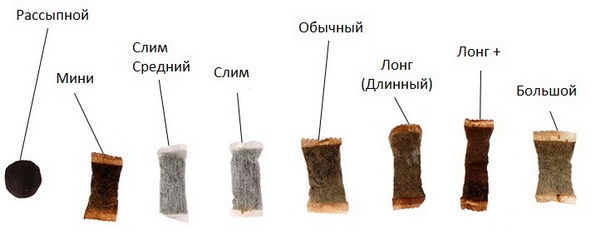 Рассыпной
Мини
Слим
Средний
Слим
Обычный
Лонг
(Длинный)
Лонг +
Большой